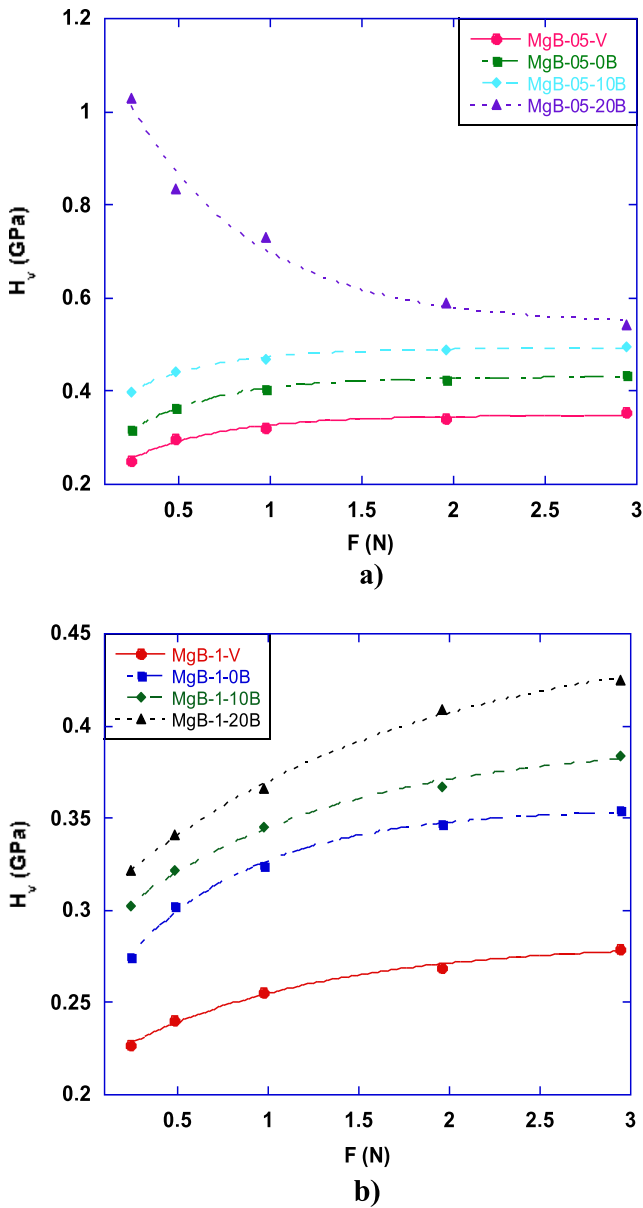 1.2
1
0.8
0.6
0.4
0.2
H_v (GPa)
MgB-05-V
MgB-05-0B
MgB-05-10B
MgB-05-20B
0.5 1 1.5 2 2.5 3
F (N)
a)
0.45
0.4
0.35
0.3
0.25
0.2
H_v (GPa)
MgB-1-V
MgB-1-0B
MgB-1-10B
MgB-1-20B
0.5 1 1.5 2 2.5 3
F (N)
b)